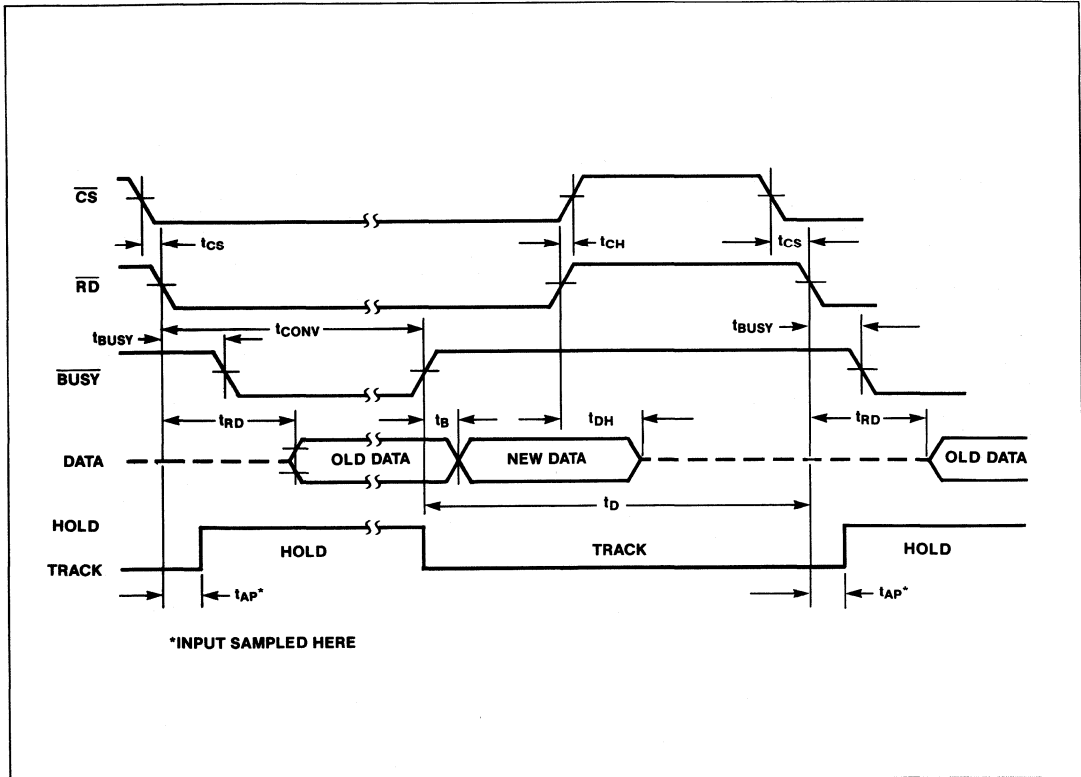 CS
tCS
tCH
tCS
RD
tCONV
tBUSY
tBUSY
BUSY
tRD
tB
tDH
tRD
DATA
OLD DATA
NEW DATA
OLD DATA
tD
HOLD
HOLD
TRACK
HOLD
TRACK
tAP*
tAP*
*INPUT SAMPLED HERE